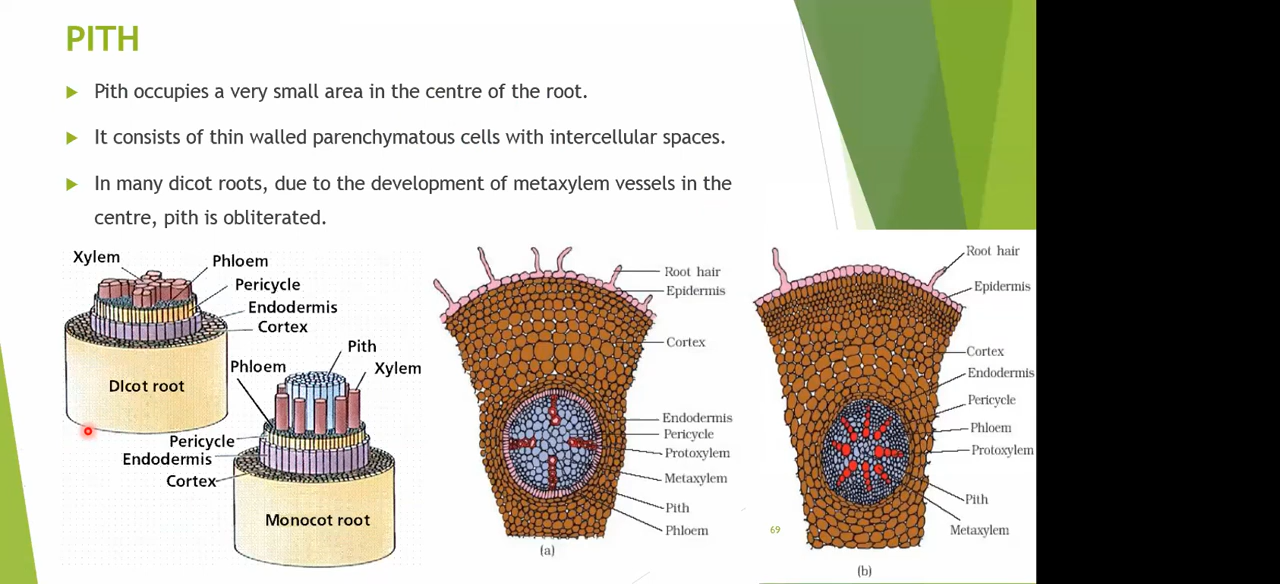 PITH
Pith occupies a very small area in the centre of the root.
It consists of thin walled parenchymatous cells with intercellular spaces.
In many dicot roots, due to the development of metaxylem vessels in the
centre, pith is obliterated.
Xylem
Phloem
Pericycle
Endodermis
Cortex
DIcot root
Pith
Phloem
Xylem
Pericycle
Endodermis
Cortex
Monocot root
Root hair
Epidermis
Cortex
Endodermis
Pericycle
Protoxylem
Metaxylem
Pith
Phloem
(a)
Root hair
Epidermis
Cortex
Endodermis
Pericycle
Phloem
Protoxylem
Pith
Metaxylem
(b)
69